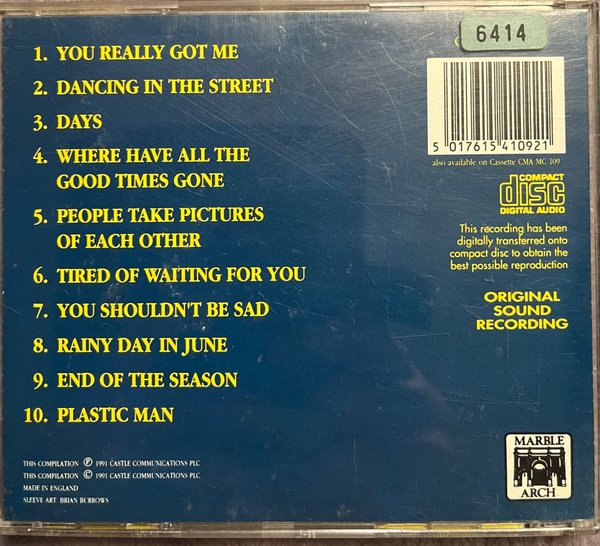 6414
1. YOU REALLY GOT ME
2. DANCING IN THE STREET
3. DAYS
4. WHERE HAVE ALL THE
GOOD TIMES GONE
5. PEOPLE TAKE PICTURES
OF EACH OTHER
6. TIRED OF WAITING FOR YOU
7. YOU SHOULDN'T BE SAD
8. RAINY DAY IN JUNE
9. END OF THE SEASON
10. PLASTIC MAN
5 017615 410921
also available on Cassette CMA MC 109
COMPACT
disc
DIGITAL AUDIO
This recording has been
digitally transferred onto
compact disc to obtain the
best possible reproduction
ORIGINAL
SOUND
RECORDING
THIS COMPILATION ℗ 1991 CASTLE COMMUNICATIONS PLC
THIS COMPILATION © 1991 CASTLE COMMUNICATIONS PLC
MADE IN ENGLAND
SLEEVE ART: BRIAN BURROWS
MARBLE
ARCH